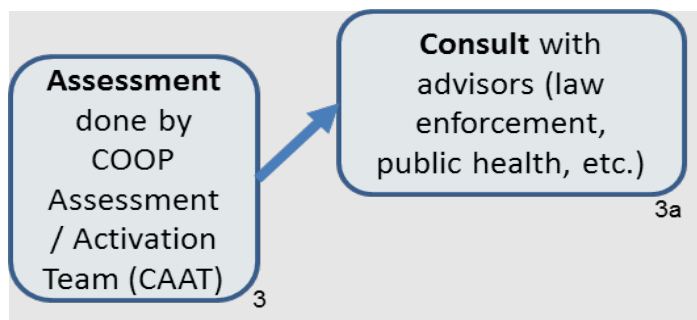 Assessment
done by
COOP
Assessment
/ Activation
Team (CAAT)
3
Consult with
advisors (law
enforcement,
public health, etc.)
3a